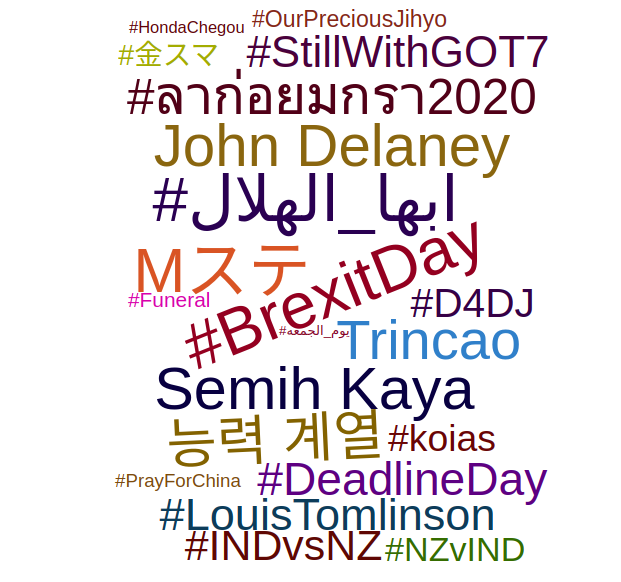 #OurPreciousJihyo
#HondaChegou
#金スマ
#StillWithGOT7
#ลาก่อยมกรา2020
John Delaney
#ابها_الهلال
Mステ
#BrexitDay
#Funeral
#D4DJ
#يوم_الجمعه
Trincao
Semih Kaya
능력 계열
#koias
#PrayForChina
#DeadlineDay
#LouisTomlinson
#INDvsNZ
#NZvIND